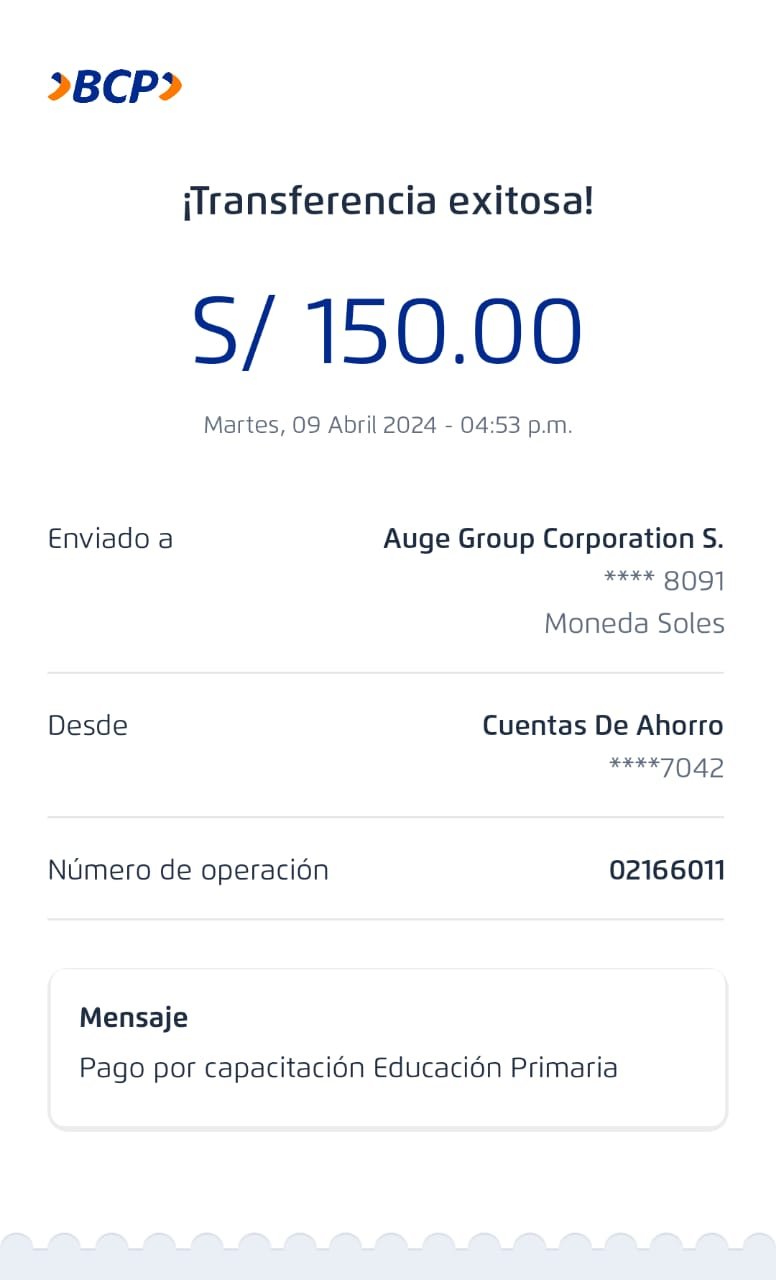 BCP
¡Transferencia exitosa!
S/ 150.00
Martes, 09 Abril 2024 - 04:53 p.m.
Enviado a Auge Group Corporation S.
**** 8091
Moneda Soles
Desde Cuentas De Ahorro
****7042
Número de operación 02166011
Mensaje
Pago por capacitación Educación Primaria